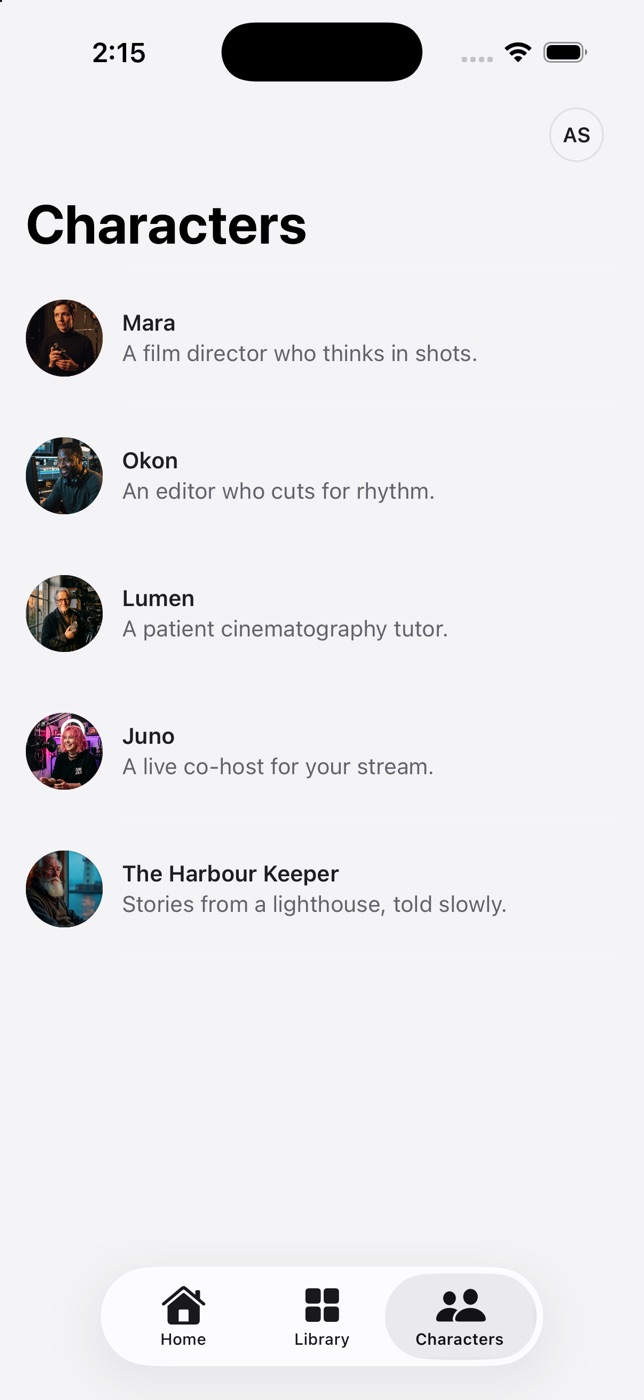 2:15
AS
Characters
Mara
A film director who thinks in shots.
Okon
An editor who cuts for rhythm.
Lumen
A patient cinematography tutor.
Juno
A live co-host for your stream.
The Harbour Keeper
Stories from a lighthouse, told slowly.
Home
Library
Characters